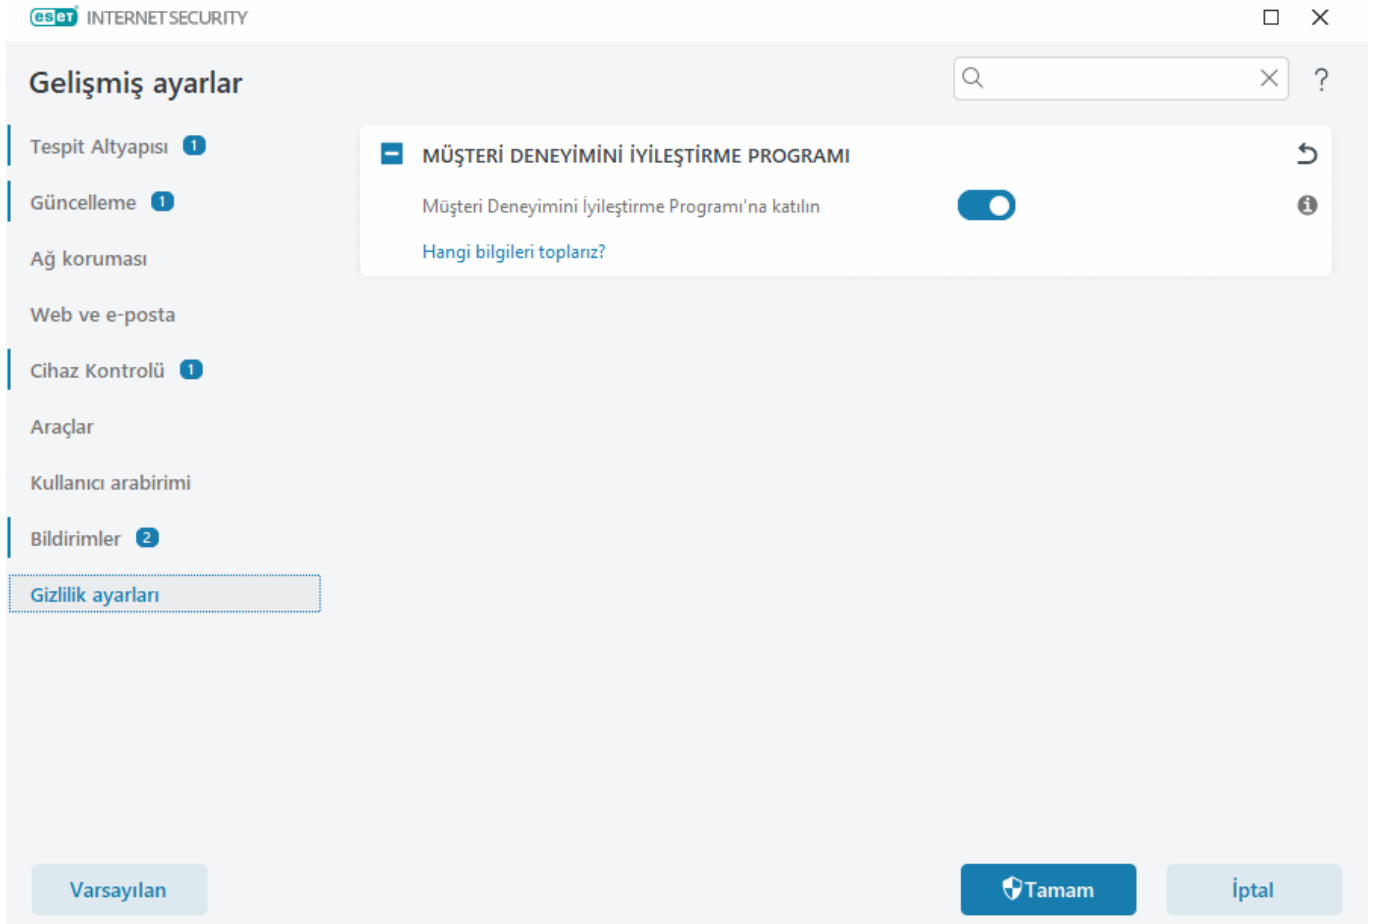 eset INTERNET SECURITY
Gelişmiş ayarlar
?
Tespit Altyapısı 1
Güncelleme 1
Ağ koruması
Web ve e-posta
Cihaz Kontrolü 1
Araçlar
Kullanıcı arabirimi
Bildirimler 2
Gizlilik ayarları
MÜŞTERİ DENEYİMİNİ İYİLEŞTİRME PROGRAMI
Müşteri Deneyimini İyileştirme Programı'na katılın
Hangi bilgileri toplarız?
Varsayılan
Tamam
İptal